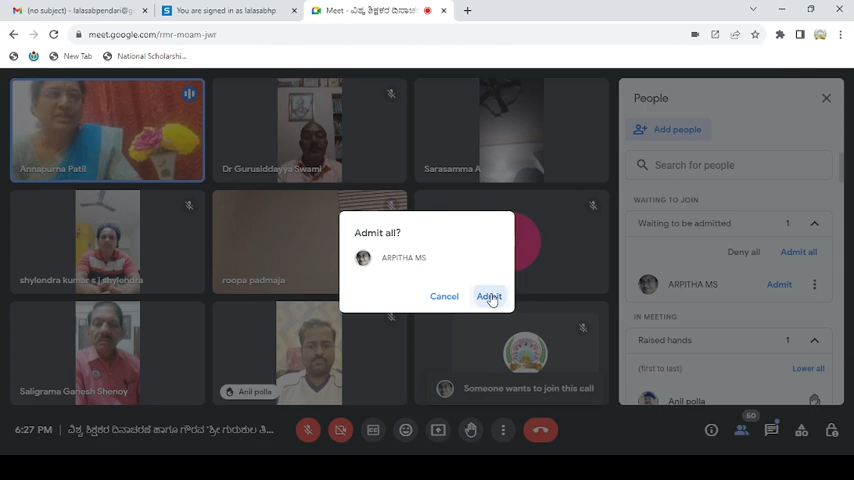 (no subject) - lalasabpendari@g
You are signed in as lalasabhp
Meet - ವಿಶ್ವ ಶಿಕ್ಷಕರ ದಿನಾಚರ
meet.google.com/rmr-moam-jwr
New Tab
National Scholarshi...
Annapurna Patil
Dr Gurusiddayya Swami
Sarasamma A
People
Add people
Search for people
WAITING TO JOIN
Waiting to be admitted 1
Deny all Admit all
ARPITHA MS Admit
IN MEETING
Raised hands 1
(first to last) Lower all
Anil polla
shylendra kumar s j shylendra
roopa padmaja
Admit all?
ARPITHA MS
Cancel Admit
Saligrama Ganesh Shenoy
Anil polla
Someone wants to join this call
6:27 PM | ವಿಶ್ವ ಶಿಕ್ಷಕರ ದಿನಾಚರಣೆ ಹಾಗೂ ಗೌರವ 'ಶ್ರೀ ಗುರುಕುಲ ತಿ...
50